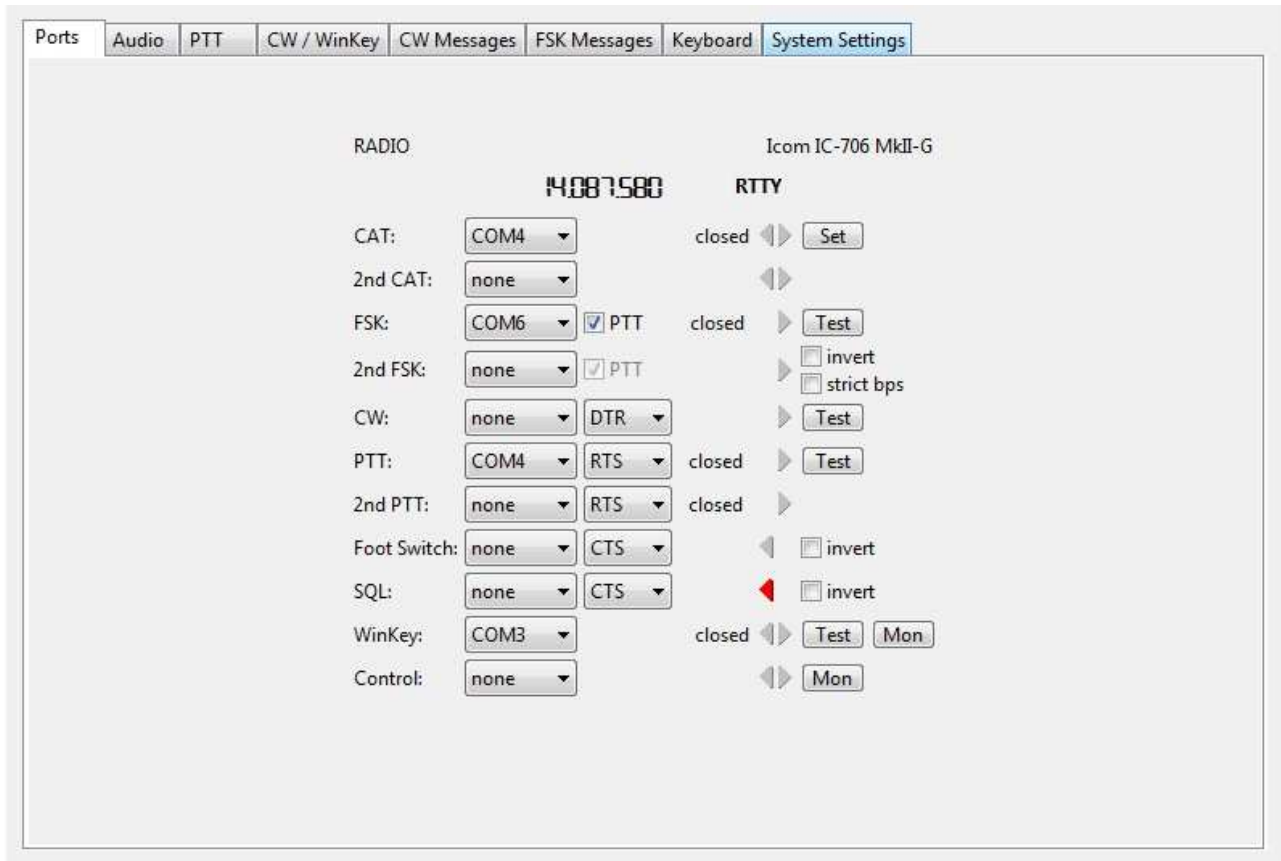 Ports Audio PTT CW / WinKey CW Messages FSK Messages Keyboard System Settings
RADIO Icom IC-706 MkII-G
14.087.580 RTTY
CAT: COM4 closed Set
2nd CAT: none
FSK: COM6 PTT closed Test
2nd FSK: none PTT invert
strict bps
CW: none DTR Test
PTT: COM4 RTS closed Test
2nd PTT: none RTS closed
Foot Switch: none CTS invert
SQL: none CTS invert
WinKey: COM3 closed Test Mon
Control: none Mon